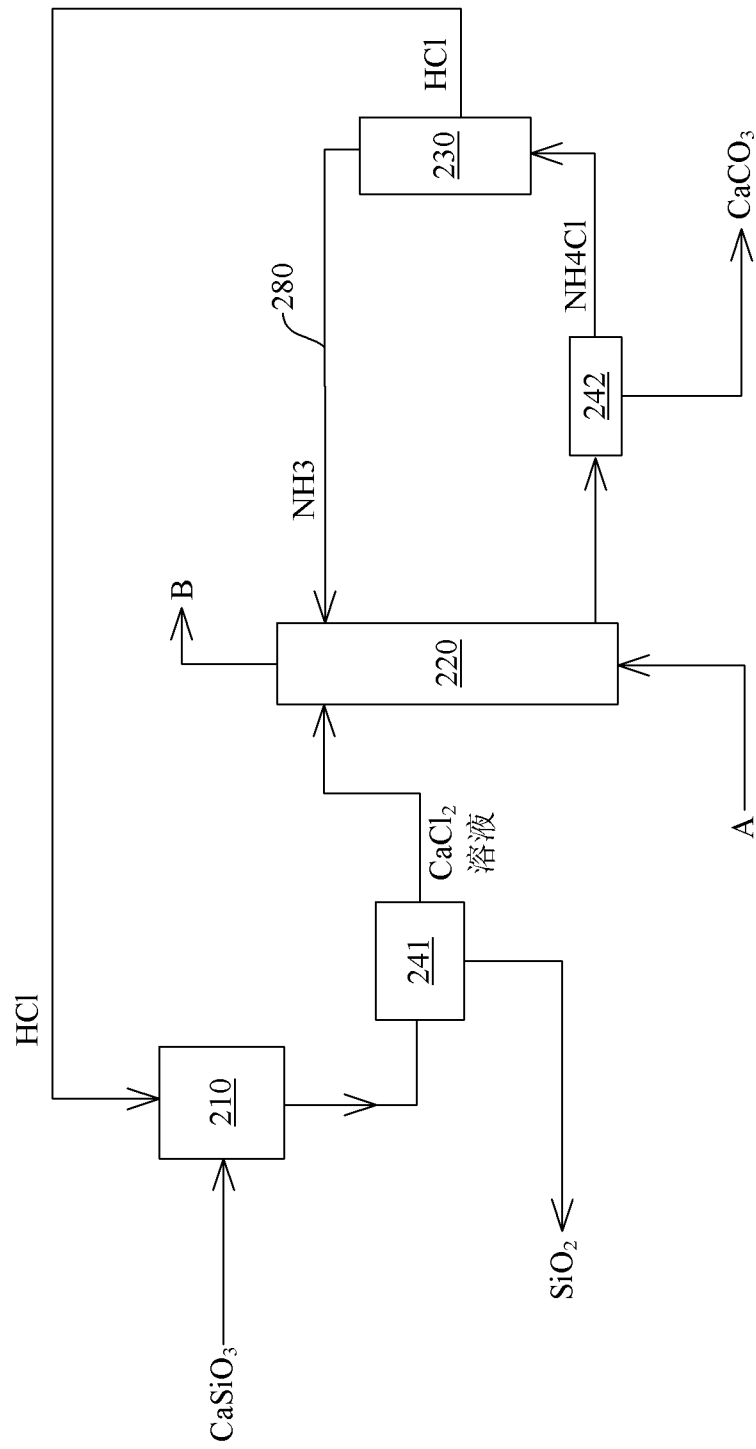 HCl
HCl
230
280
NH3
NH4Cl
CaCO₃
242
B
220
A
CaCl₂
溶液
241
210
SiO₂
CaSiO₃